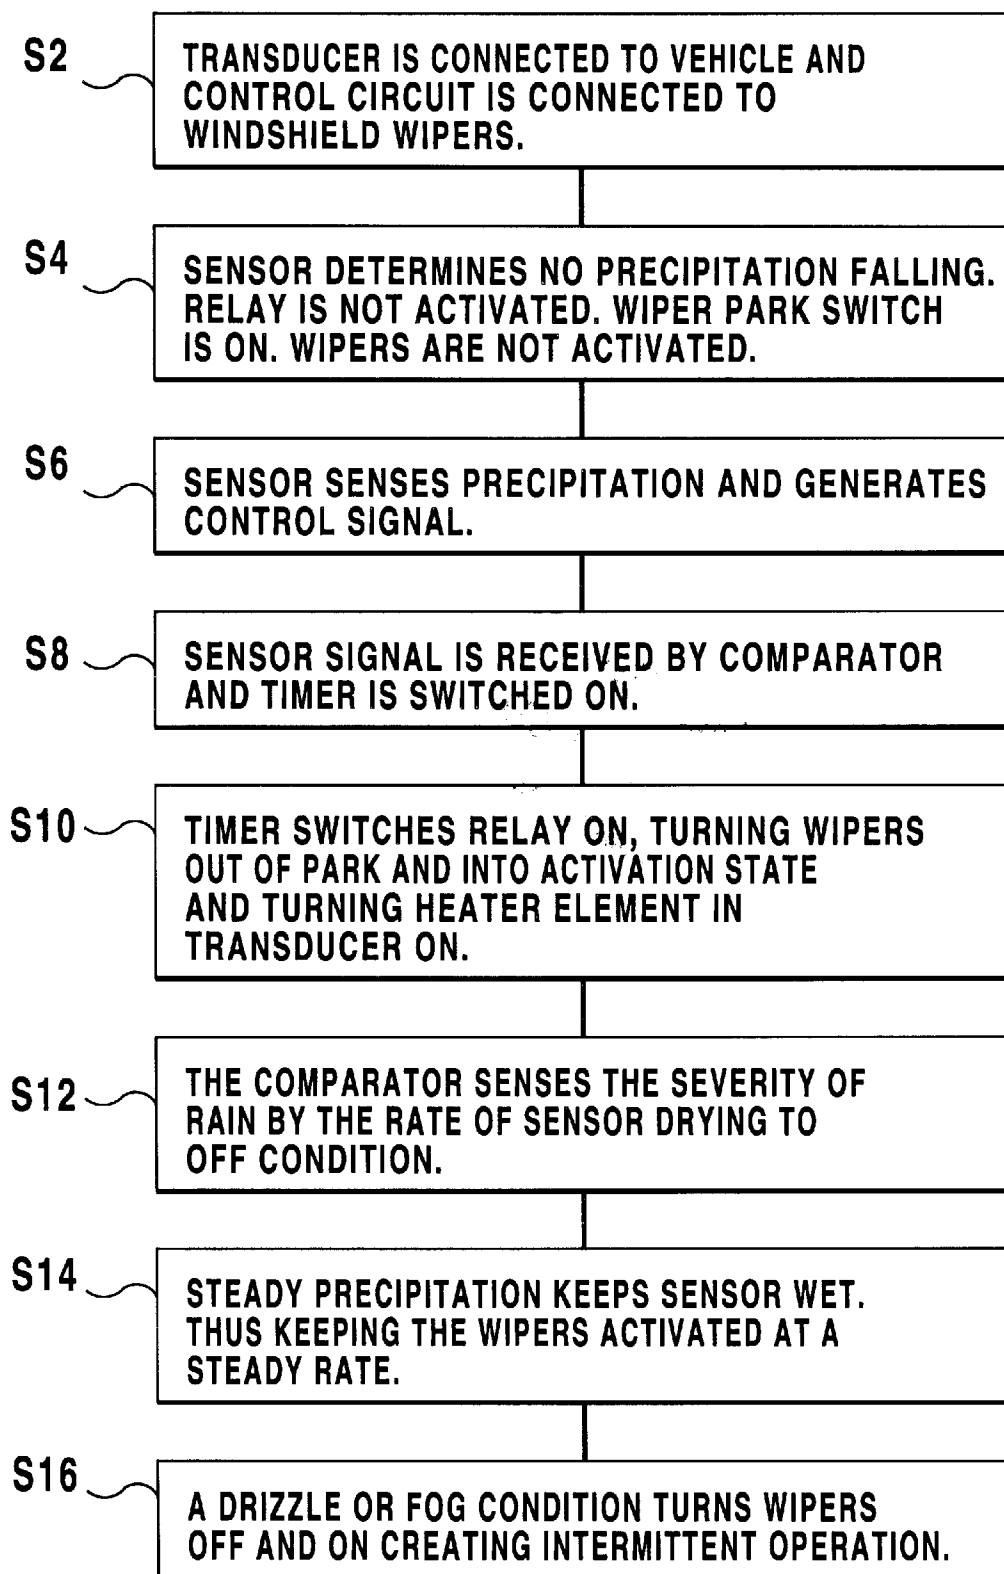 S2
TRANSDUCER IS CONNECTED TO VEHICLE AND
CONTROL CIRCUIT IS CONNECTED TO
WINDSHIELD WIPERS.
S4
SENSOR DETERMINES NO PRECIPITATION FALLING.
RELAY IS NOT ACTIVATED. WIPER PARK SWITCH
IS ON. WIPERS ARE NOT ACTIVATED.
S6
SENSOR SENSES PRECIPITATION AND GENERATES
CONTROL SIGNAL.
S8
SENSOR SIGNAL IS RECEIVED BY COMPARATOR
AND TIMER IS SWITCHED ON.
S10
TIMER SWITCHES RELAY ON, TURNING WIPERS
OUT OF PARK AND INTO ACTIVATION STATE
AND TURNING HEATER ELEMENT IN
TRANSDUCER ON.
S12
THE COMPARATOR SENSES THE SEVERITY OF
RAIN BY THE RATE OF SENSOR DRYING TO
OFF CONDITION.
S14
STEADY PRECIPITATION KEEPS SENSOR WET.
THUS KEEPING THE WIPERS ACTIVATED AT A
STEADY RATE.
S16
A DRIZZLE OR FOG CONDITION TURNS WIPERS
OFF AND ON CREATING INTERMITTENT OPERATION.